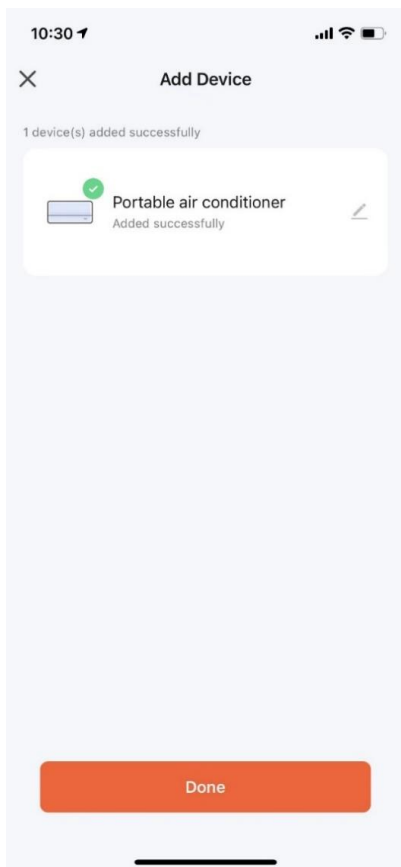 10:30
Add Device
1 device(s) added successfully
Portable air conditioner
Added successfully
Done